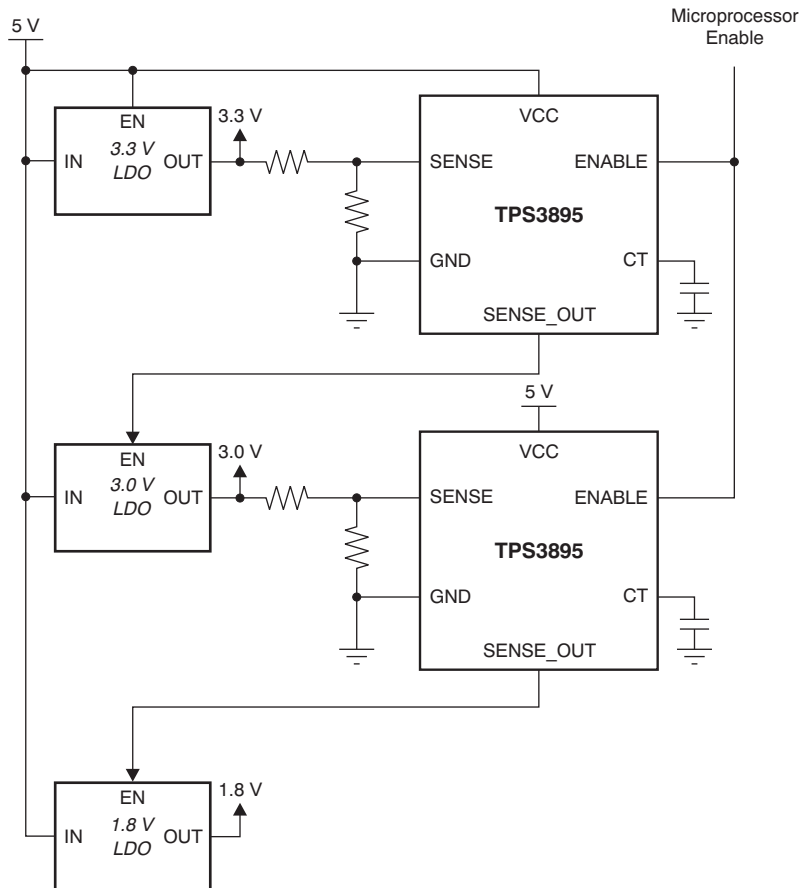 5 V
Microprocessor
Enable
EN
3.3 V
LDO
IN
OUT
3.3 V
VCC
SENSE
ENABLE
TPS3895
GND
CT
SENSE_OUT
5 V
EN
3.0 V
LDO
IN
OUT
3.0 V
VCC
SENSE
ENABLE
TPS3895
GND
CT
SENSE_OUT
EN
1.8 V
LDO
IN
OUT
1.8 V